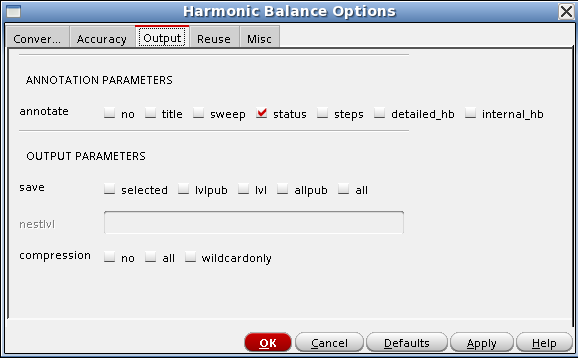 Harmonic Balance Options
Conver... Accuracy Output Reuse Misc
ANNOTATION PARAMETERS
annotate no title sweep status steps detailed_hb internal_hb
OUTPUT PARAMETERS
save selected lvlpub lvl allpub all
nestlvl
compression no all wildcardonly
OK Cancel Defaults Apply Help